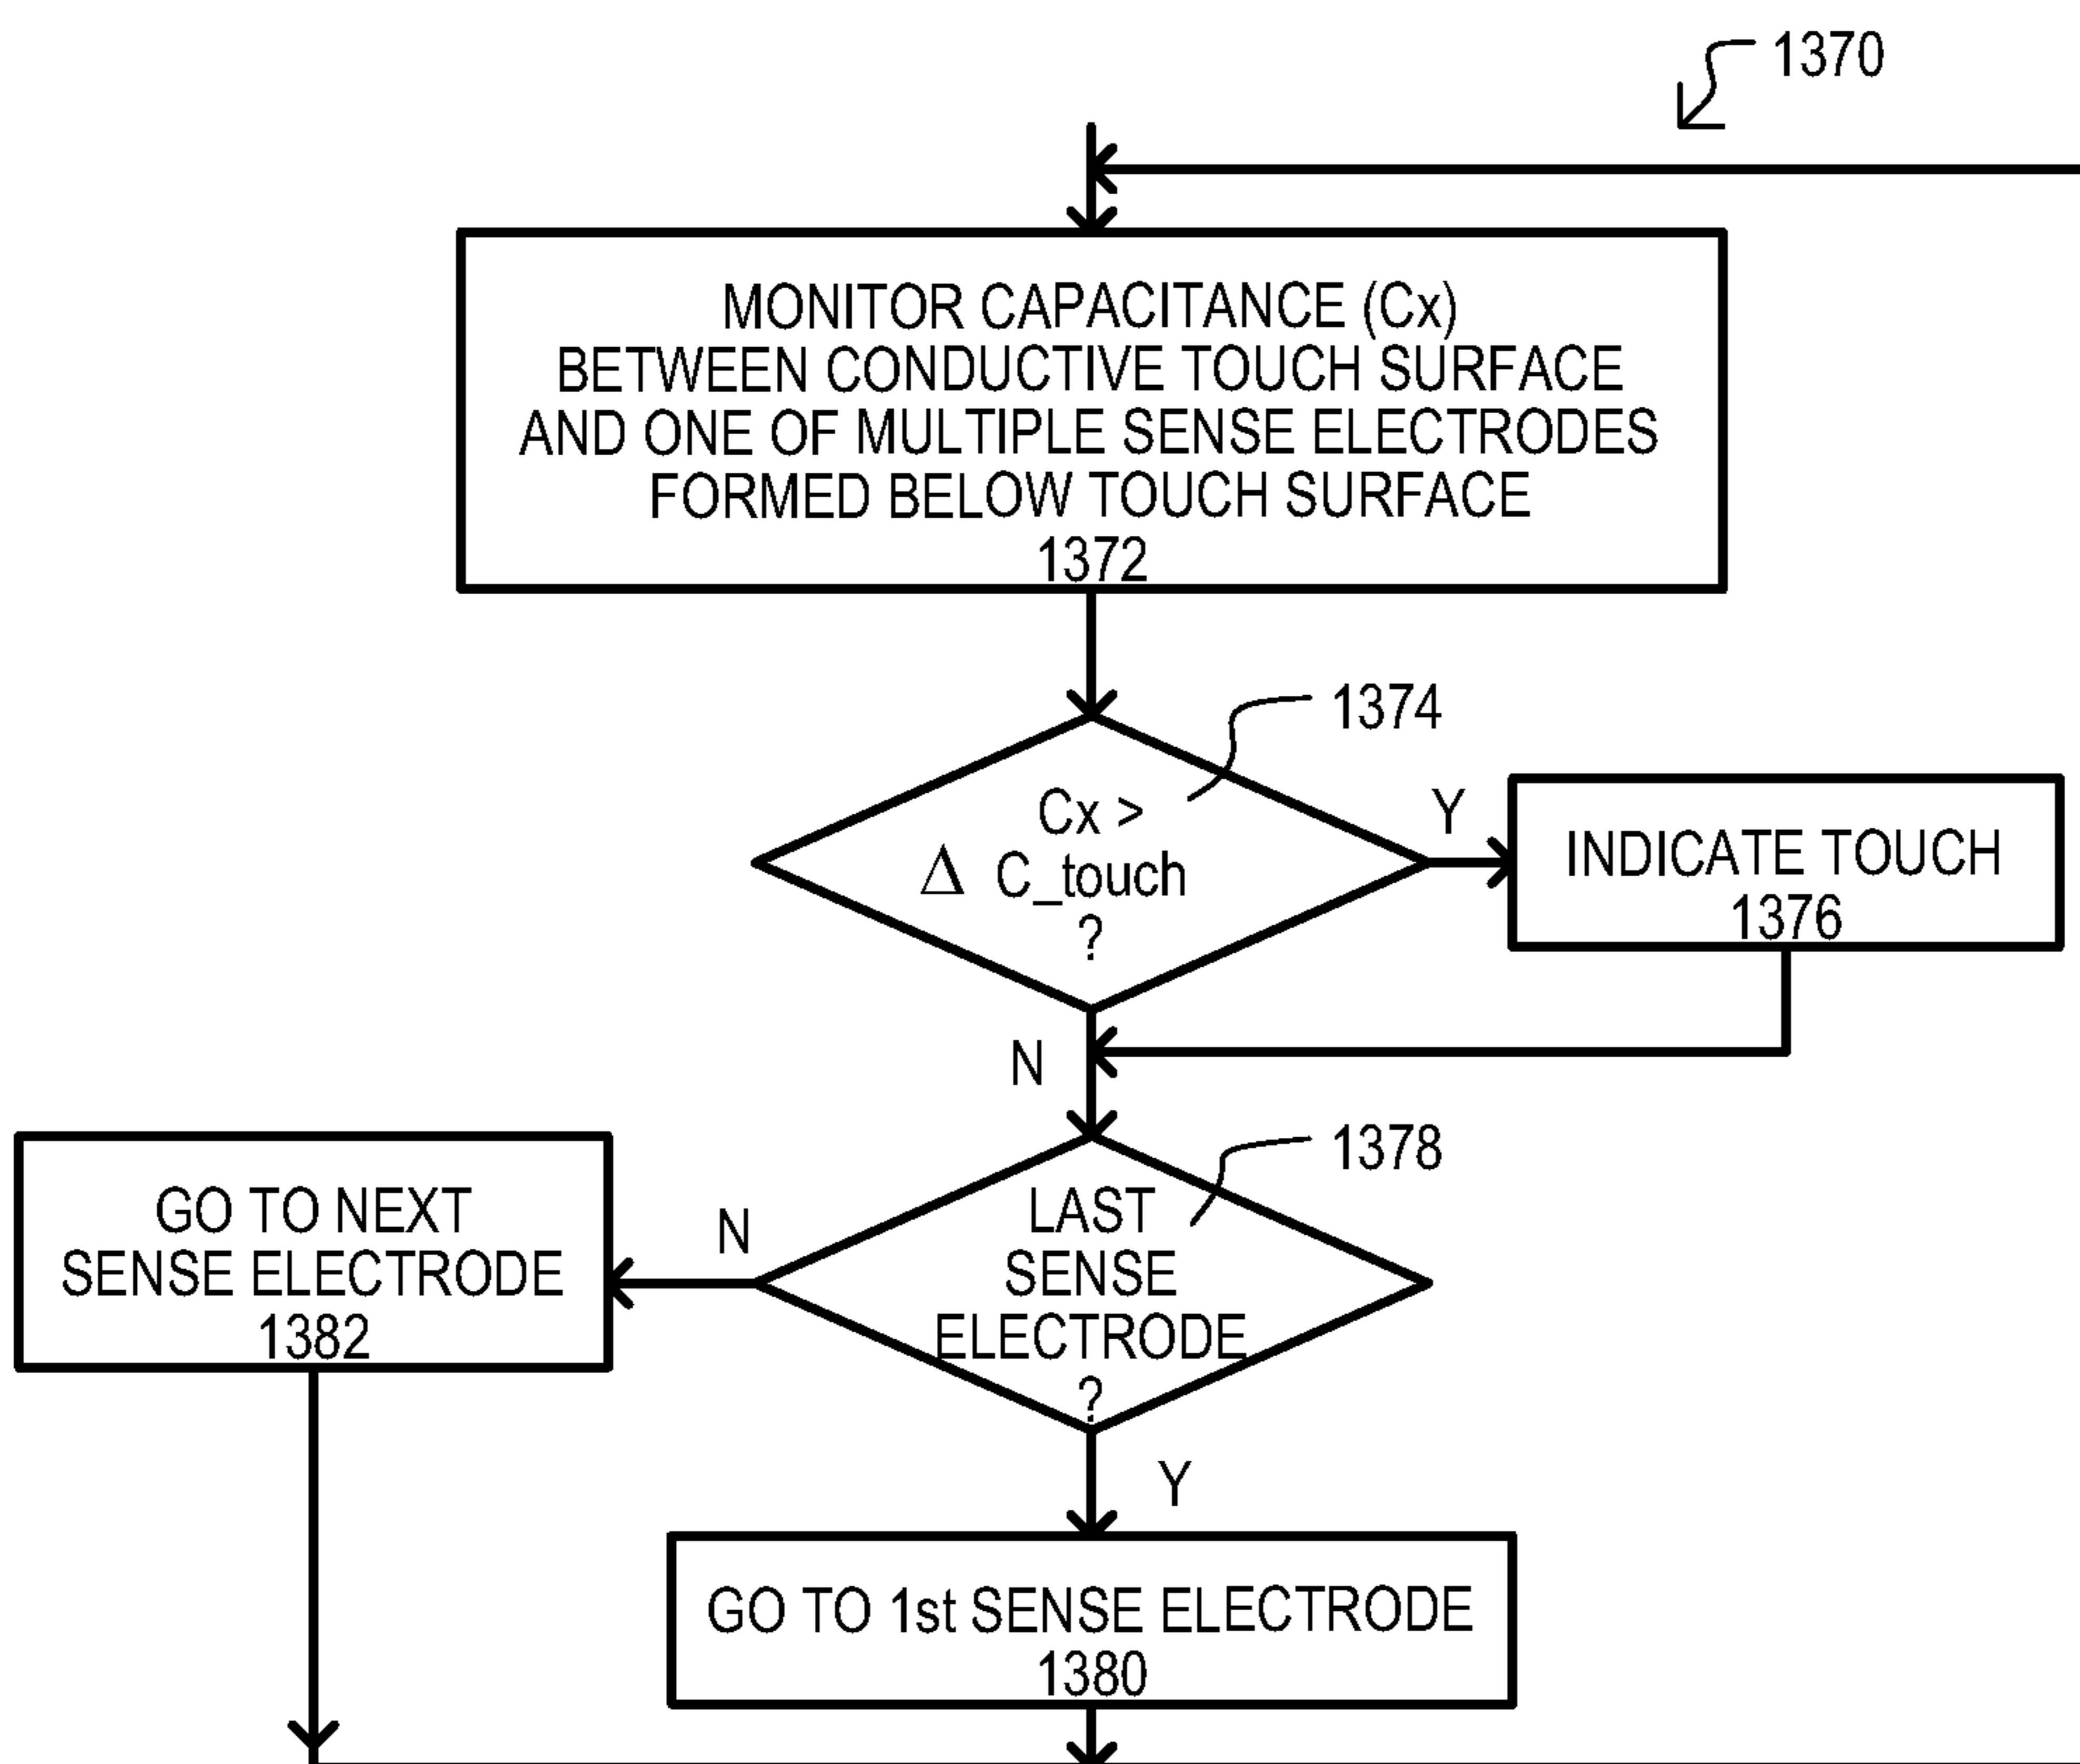 1370
MONITOR CAPACITANCE (Cx)
BETWEEN CONDUCTIVE TOUCH SURFACE
AND ONE OF MULTIPLE SENSE ELECTRODES
FORMED BELOW TOUCH SURFACE
1372
1374
Cx >
Δ C_touch
?
Y
INDICATE TOUCH
1376
N
1378
LAST
SENSE
ELECTRODE
?
N
GO TO NEXT
SENSE ELECTRODE
1382
Y
GO TO 1st SENSE ELECTRODE
1380